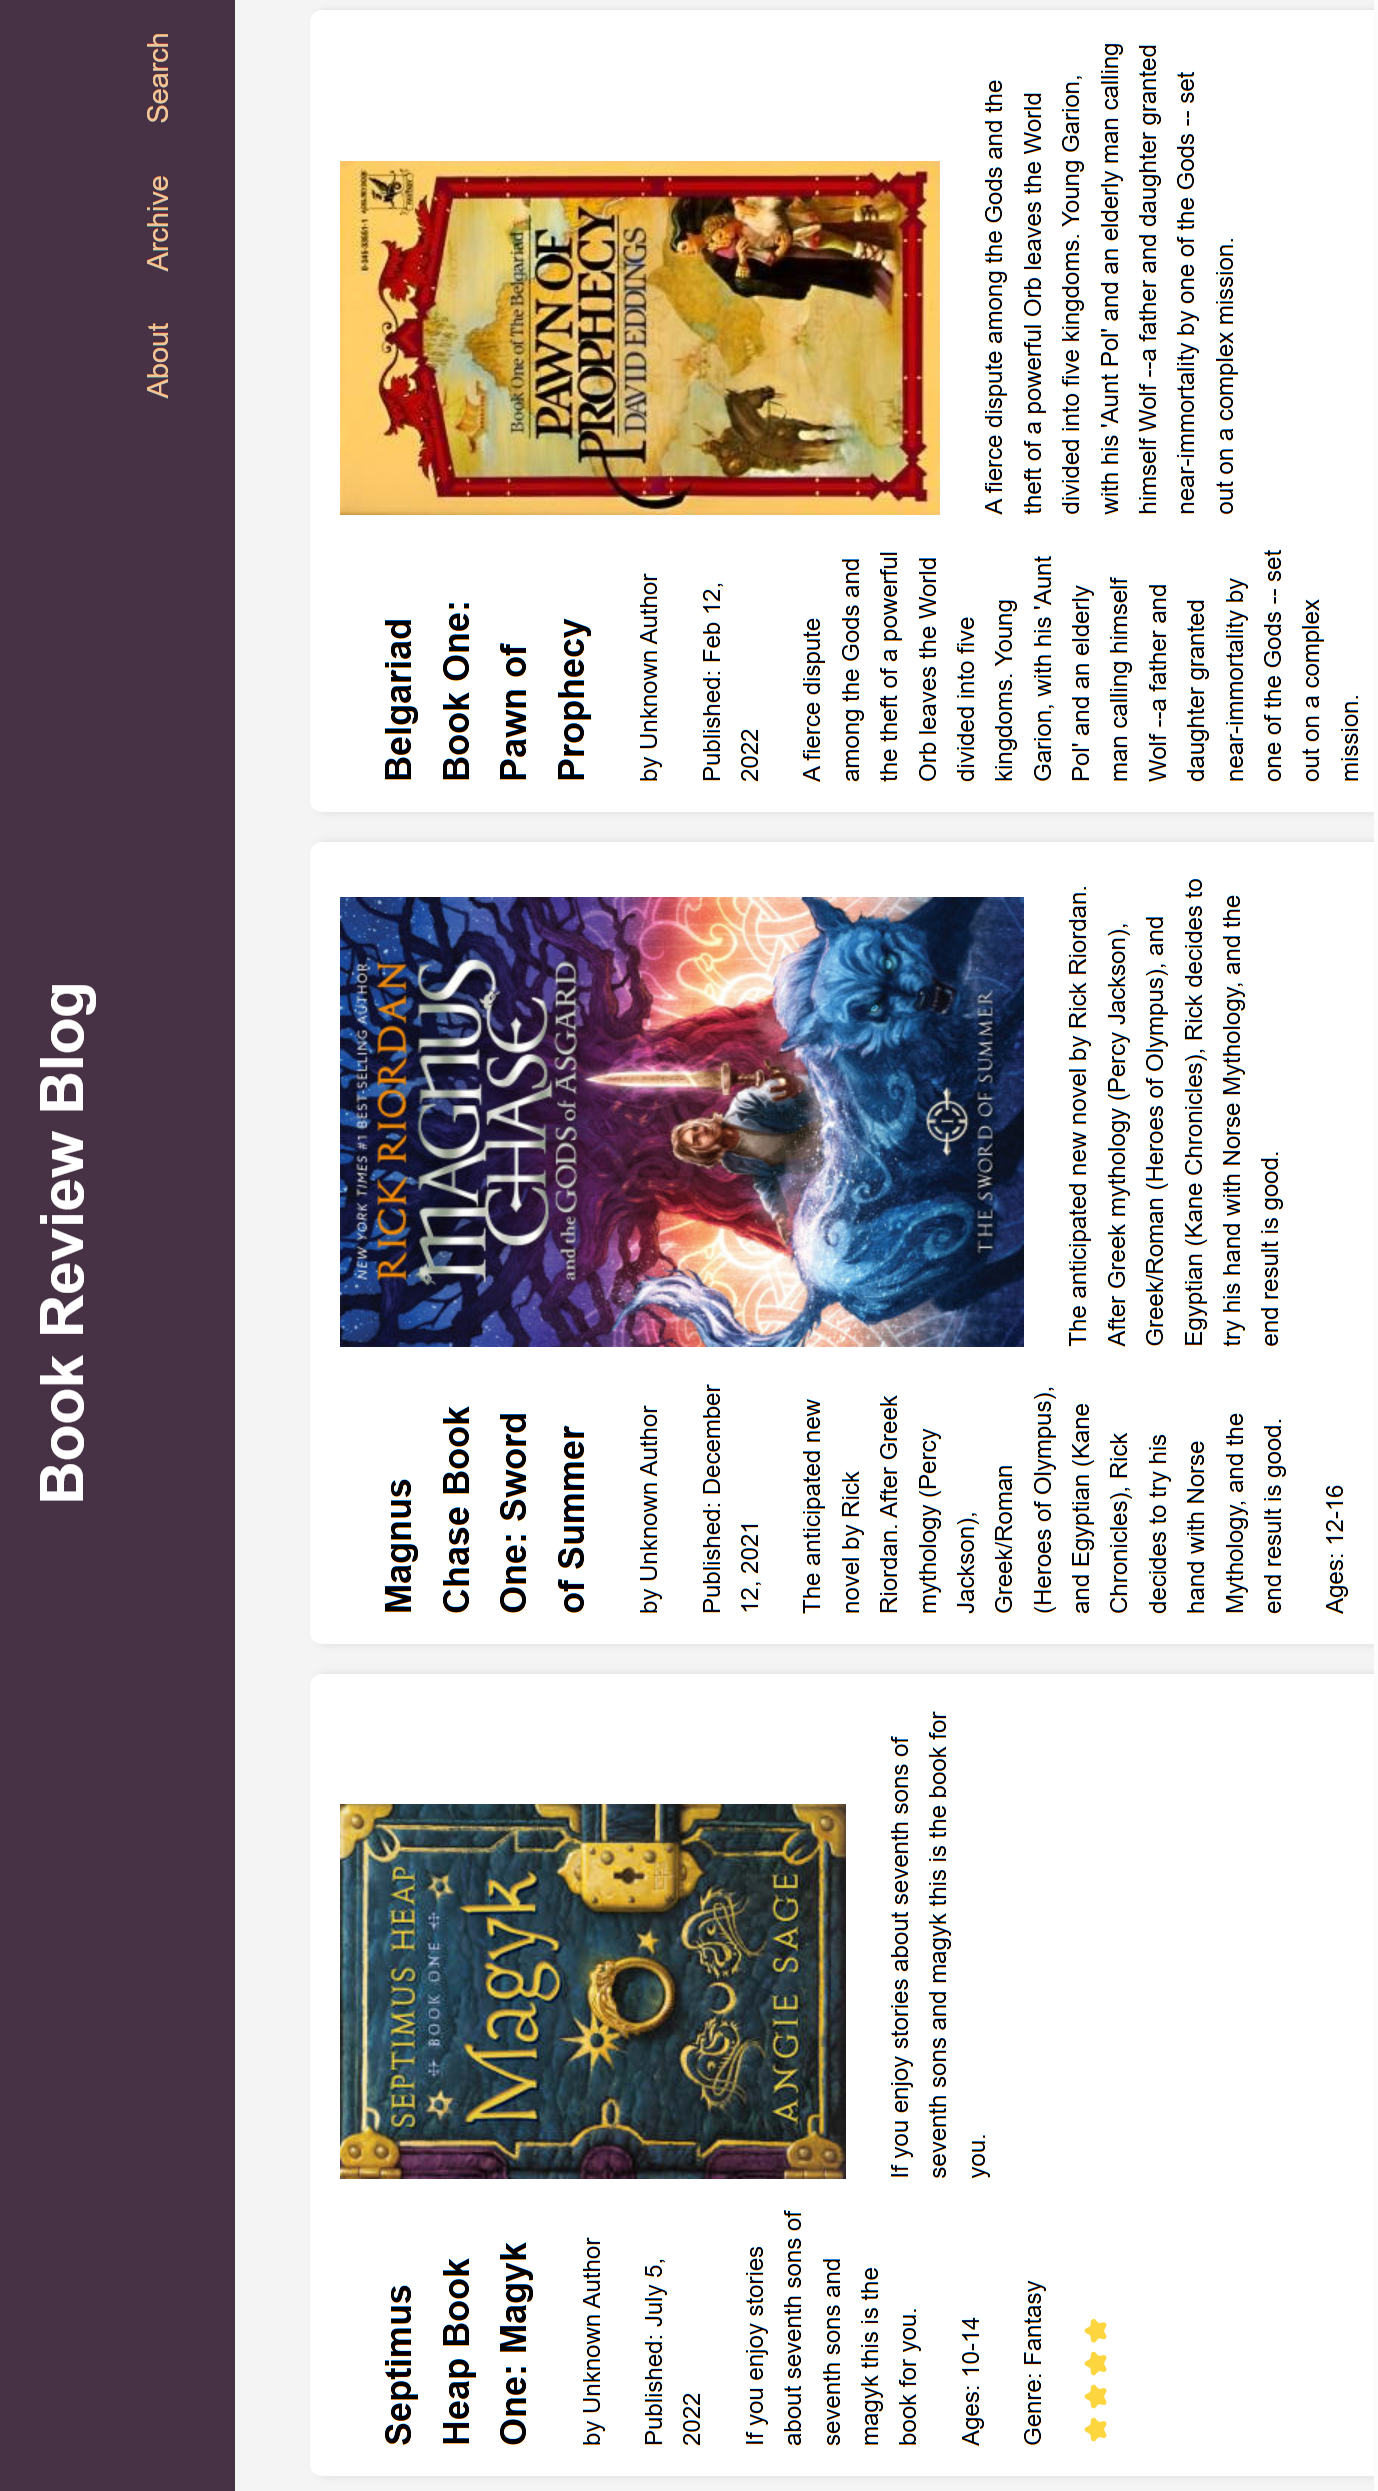 Book Review Blog
About Archive Search
Septimus
Heap Book
One: Magyk
by Unknown Author
Published: July 5,
2022
If you enjoy stories
about seventh sons of
seventh sons and
magyk this is the
book for you.
Ages: 10-14
Genre: Fantasy
SEPTIMUS HEAP
BOOK ONE
Magyk
ANGIE SAGE
If you enjoy stories about seventh sons of
seventh sons and magyk this is the book for
you.
Magnus
Chase Book
One: Sword
of Summer
by Unknown Author
Published: December
12, 2021
The anticipated new
novel by Rick
Riordan. After Greek
mythology (Percy
Jackson),
Greek/Roman
(Heroes of Olympus),
and Egyptian (Kane
Chronicles), Rick
decides to try his
hand with Norse
Mythology, and the
end result is good.
Ages: 12-16
NEW YORK TIMES #1 BEST-SELLING AUTHOR
RICK RIORDAN
MAGNUS
CHASE
and the GODS of ASGARD
THE SWORD OF SUMMER
The anticipated new novel by Rick Riordan.
After Greek mythology (Percy Jackson),
Greek/Roman (Heroes of Olympus), and
Egyptian (Kane Chronicles), Rick decides to
try his hand with Norse Mythology, and the
end result is good.
Belgariad
Book One:
Pawn of
Prophecy
by Unknown Author
Published: Feb 12,
2022
A fierce dispute
among the Gods and
the theft of a powerful
Orb leaves the World
divided into five
kingdoms. Young
Garion, with his 'Aunt
Pol' and an elderly
man calling himself
Wolf --a father and
daughter granted
near-immortality by
one of the Gods -- set
out on a complex
mission.
Book One of The Belgariad
PAWN OF
PROPHECY
DAVID EDDINGS
A fierce dispute among the Gods and the
theft of a powerful Orb leaves the World
divided into five kingdoms. Young Garion,
with his 'Aunt Pol' and an elderly man calling
himself Wolf --a father and daughter granted
near-immortality by one of the Gods -- set
out on a complex mission.